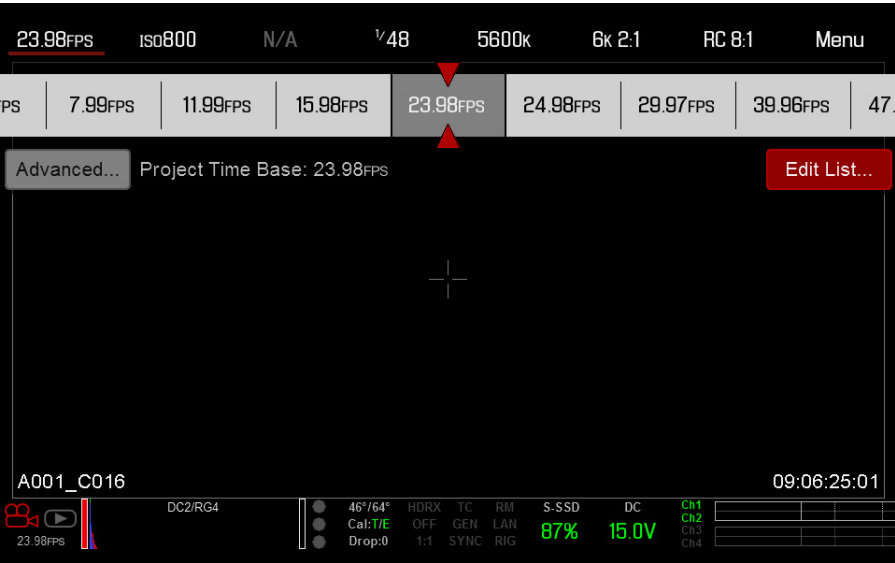 23.98FPS ISO800 N/A 1/48 5600K 6K 2:1 RC 8:1 Menu
PS 7.99FPS 11.99FPS 15.98FPS 23.98FPS 24.98FPS 29.97FPS 39.96FPS 47.
Advanced... Project Time Base: 23.98FPS Edit List...
A001_C016 09:06:25:01
DC2/RG4 46°/64° HDRX TC RM S-SSD DC Ch1
Cal:T/E OFF GEN LAN 87% 15.0V Ch2
23.98FPS Drop:0 1:1 SYNC RIG Ch3
Ch4